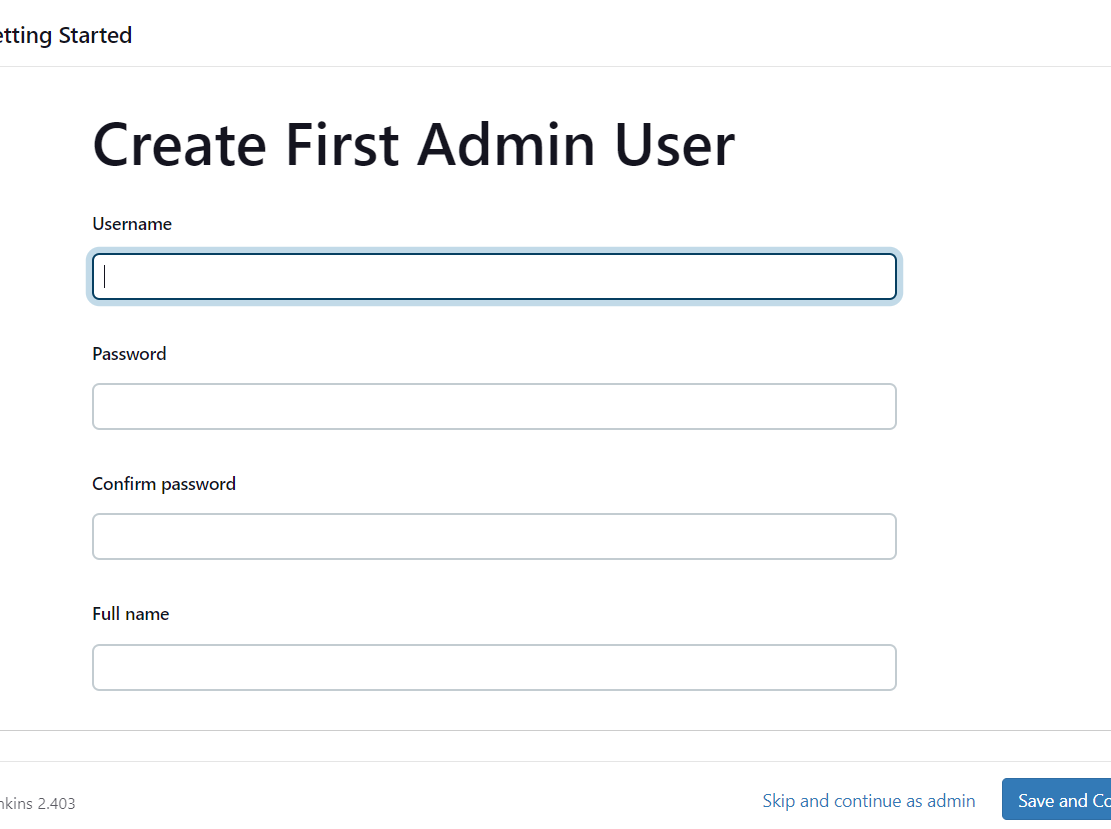 etting Started
Create First Admin User
Username
Password
Confirm password
Full name
nkins 2.403
Skip and continue as admin
Save and Co